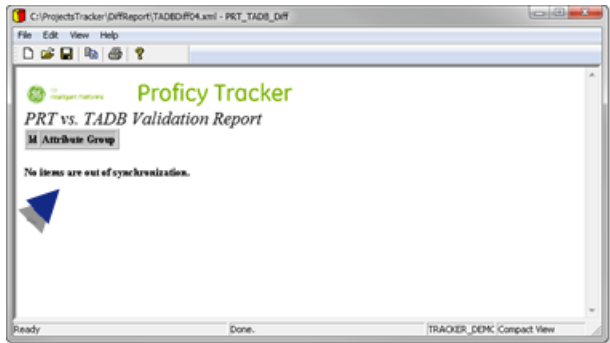 C:\ProjectsTracker\DiffReport\TADBDiff04.xml - PRT_TADB_Diff
File Edit View Help
Proficy Tracker
PRT vs. TADB Validation Report
Id Attribute Group
No items are out of synchronization.
Ready Done. TRACKER_DEMC Compact View